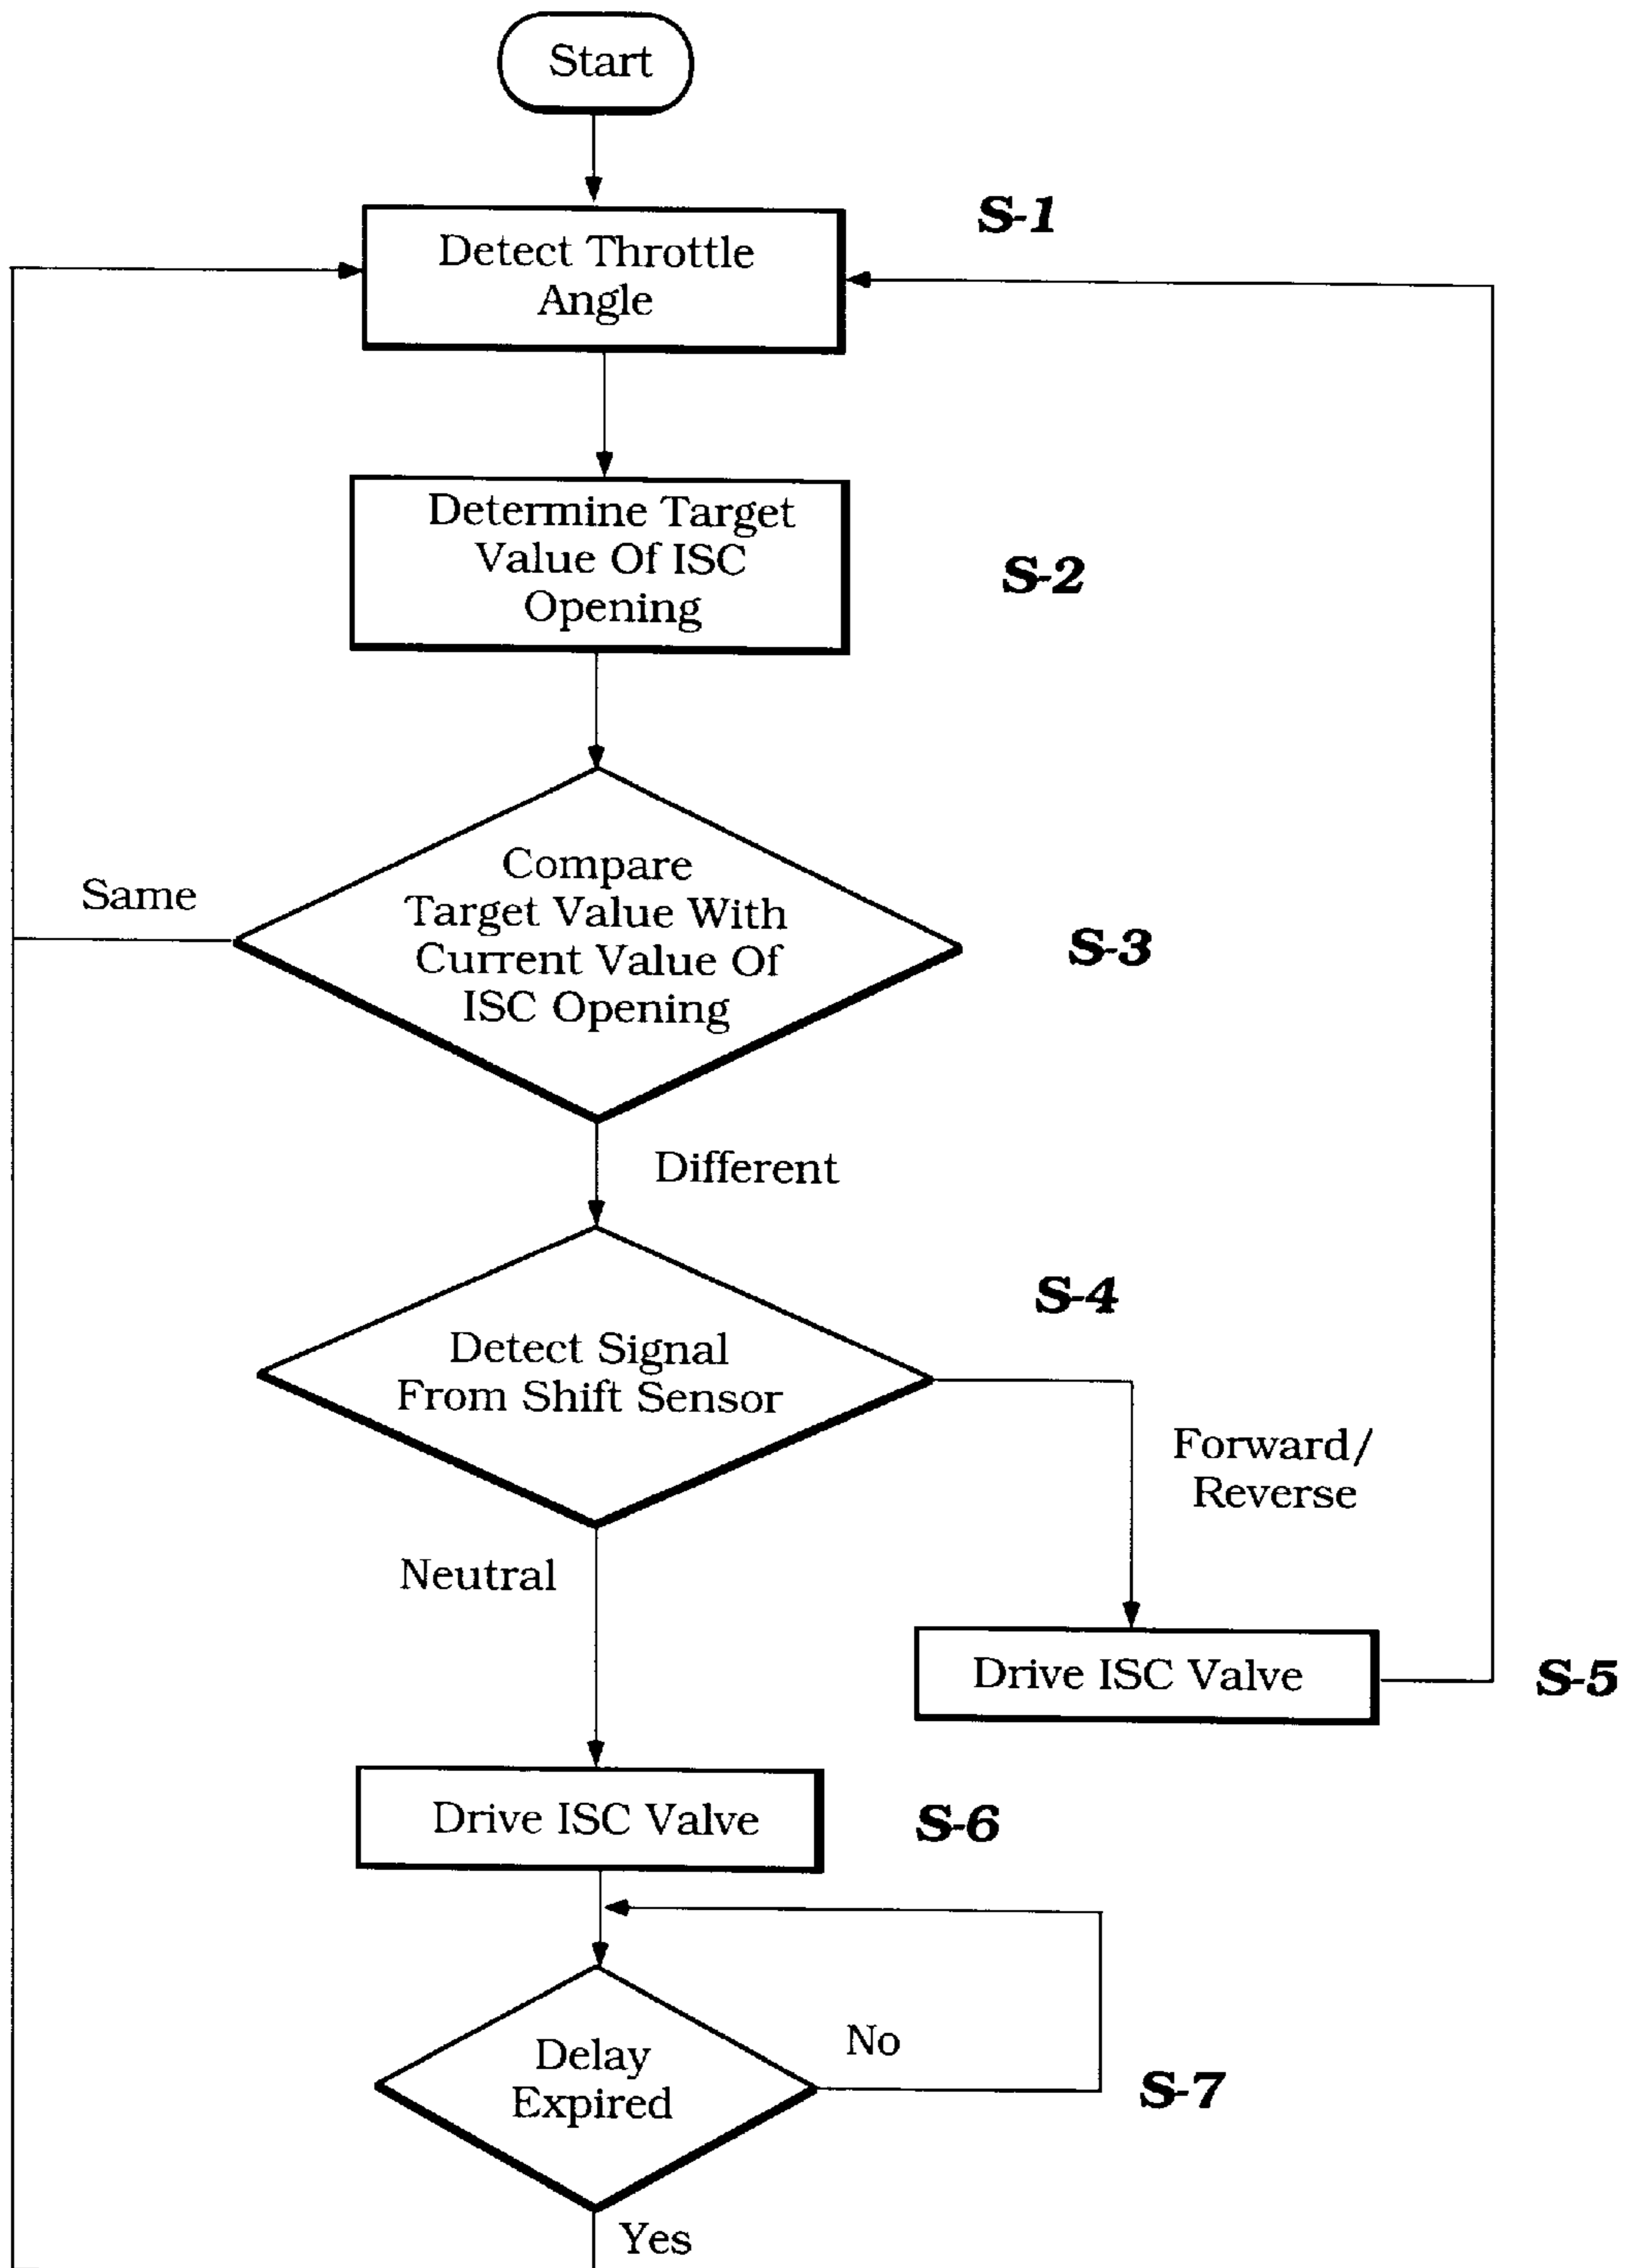 Start
S-1
Detect Throttle
Angle
Determine Target
Value Of ISC
Opening
S-2
Same
Compare
Target Value With
Current Value Of
ISC Opening
S-3
Different
S-4
Detect Signal
From Shift Sensor
Forward/
Reverse
Neutral
Drive ISC Valve
S-5
Drive ISC Valve
S-6
Delay
Expired
No
S-7
Yes